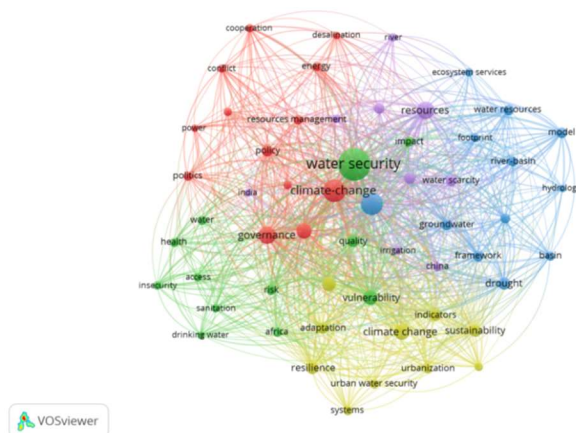 cooperation
desalination
river
conflict
energy
ecosystem services
resources
water resources
power
resources management
footprint
model
impact
policy
water security
river-basin
politics
india
climate-change
water scarcity
hydrology
water
governance
groundwater
health
quality
irrigation
framework
basin
access
china
insecurity
risk
vulnerability
drought
sanitation
indicators
drinking water
africa
adaptation
climate change
sustainability
resilience
urbanization
urban water security
systems
VOSviewer